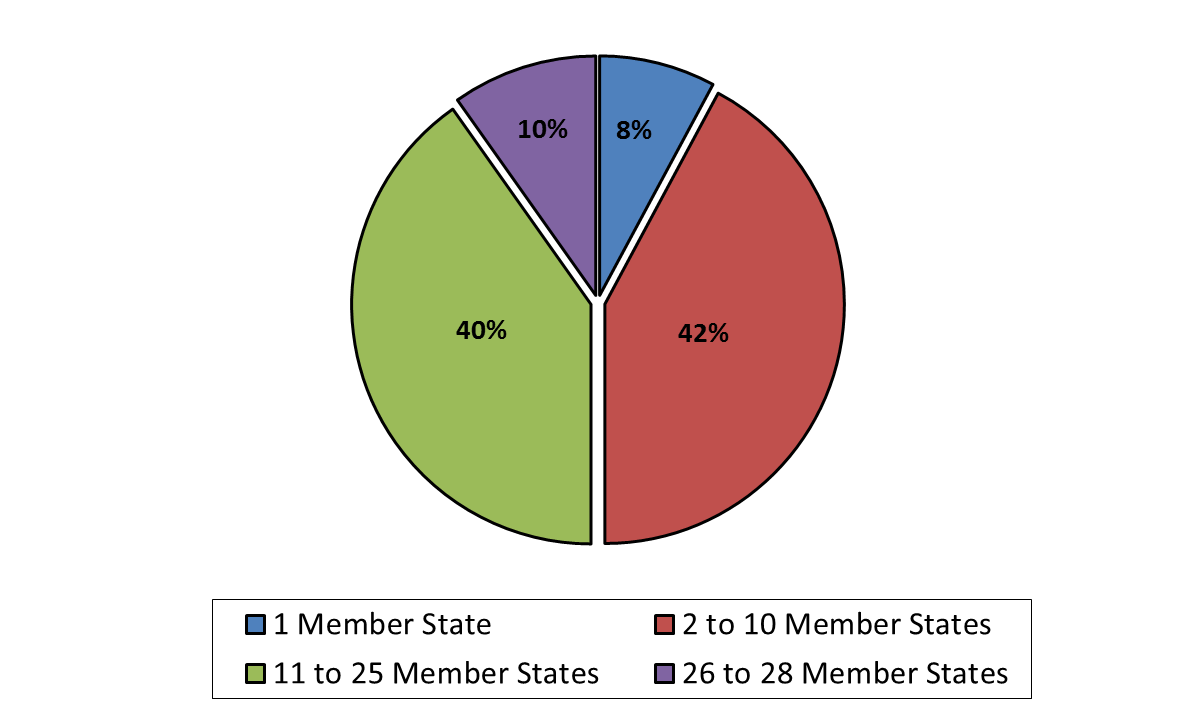 10% 8%
40% 42%
1 Member State 2 to 10 Member States
11 to 25 Member States 26 to 28 Member States